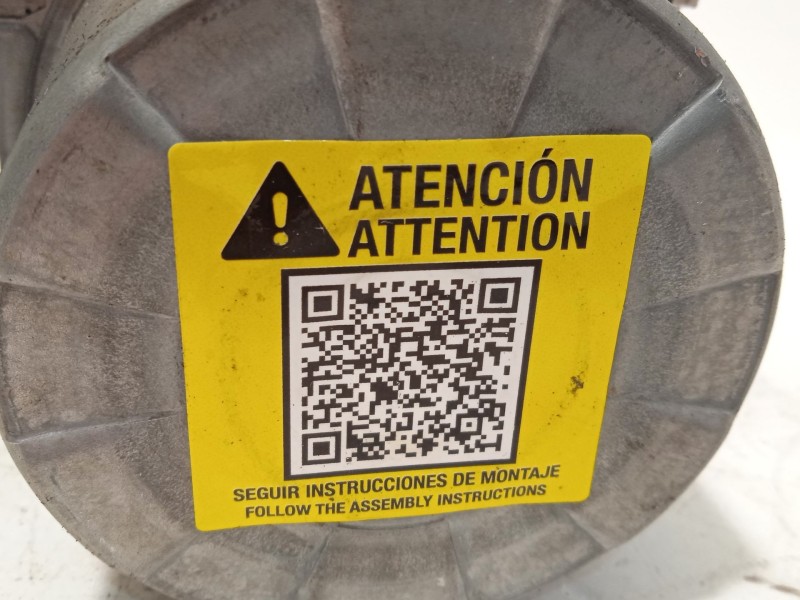 ATENCIÓN
ATTENTION
SEGUIR INSTRUCCIONES DE MONTAJE
FOLLOW THE ASSEMBLY INSTRUCTIONS